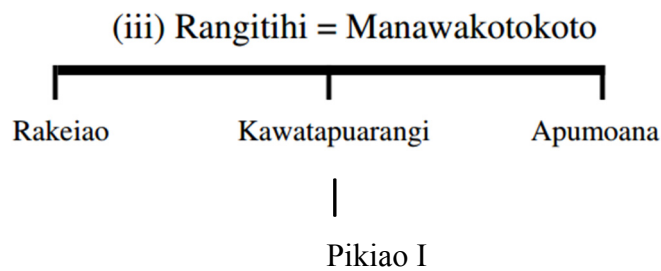 (iii) Rangitihi = Manawakotokoto
Rakeiao Kawatapuarangi Apumoana
Pikiao I